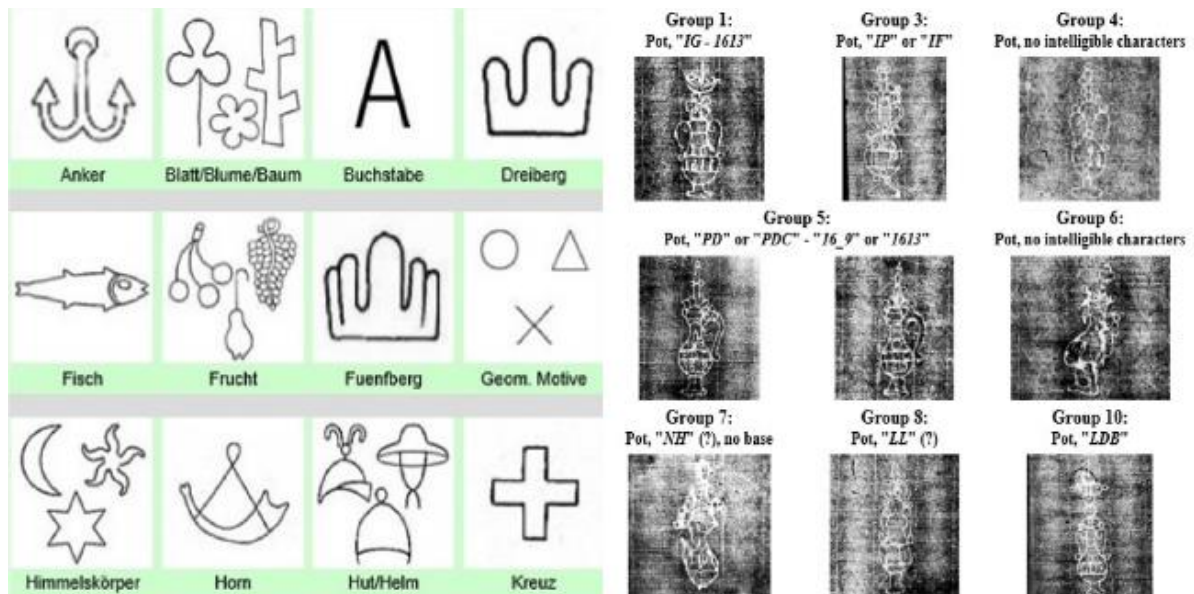 Anker Blatt/Blume/Baum Buchstabe Dreiberg
A
Fisch Frucht Fuenfberg Geom. Motive
Himmelskörper Horn Hut/Helm Kreuz
Group 1:
Pot, "IG - 1613"
Group 3:
Pot, "IP" or "IF"
Group 4:
Pot, no intelligible characters
Group 5:
Pot, "PD" or "PDC" - "16_9" or "1613"
Group 6:
Pot, no intelligible characters
Group 7:
Pot, "NH" (?), no base
Group 8:
Pot, "LL" (?)
Group 10:
Pot, "LDB"